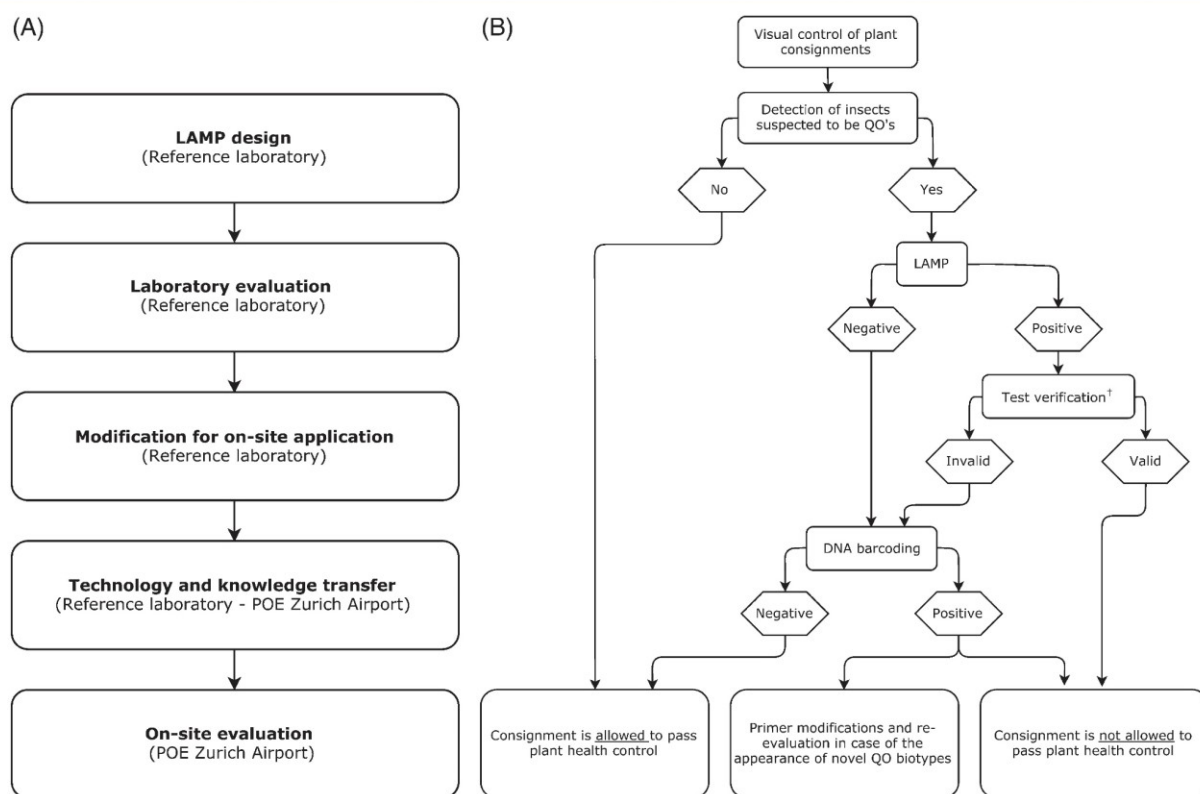 (A)
LAMP design
(Reference laboratory)
Laboratory evaluation
(Reference laboratory)
Modification for on-site application
(Reference laboratory)
Technology and knowledge transfer
(Reference laboratory - POE Zurich Airport)
On-site evaluation
(POE Zurich Airport)
(B)
Visual control of plant
consignments
Detection of insects
suspected to be QO's
No
Yes
LAMP
Negative
Positive
Test verification†
Invalid
Valid
DNA barcoding
Negative
Positive
Consignment is allowed to pass
plant health control
Primer modifications and re-
evaluation in case of the
appearance of novel QO biotypes
Consignment is not allowed to
pass plant health control